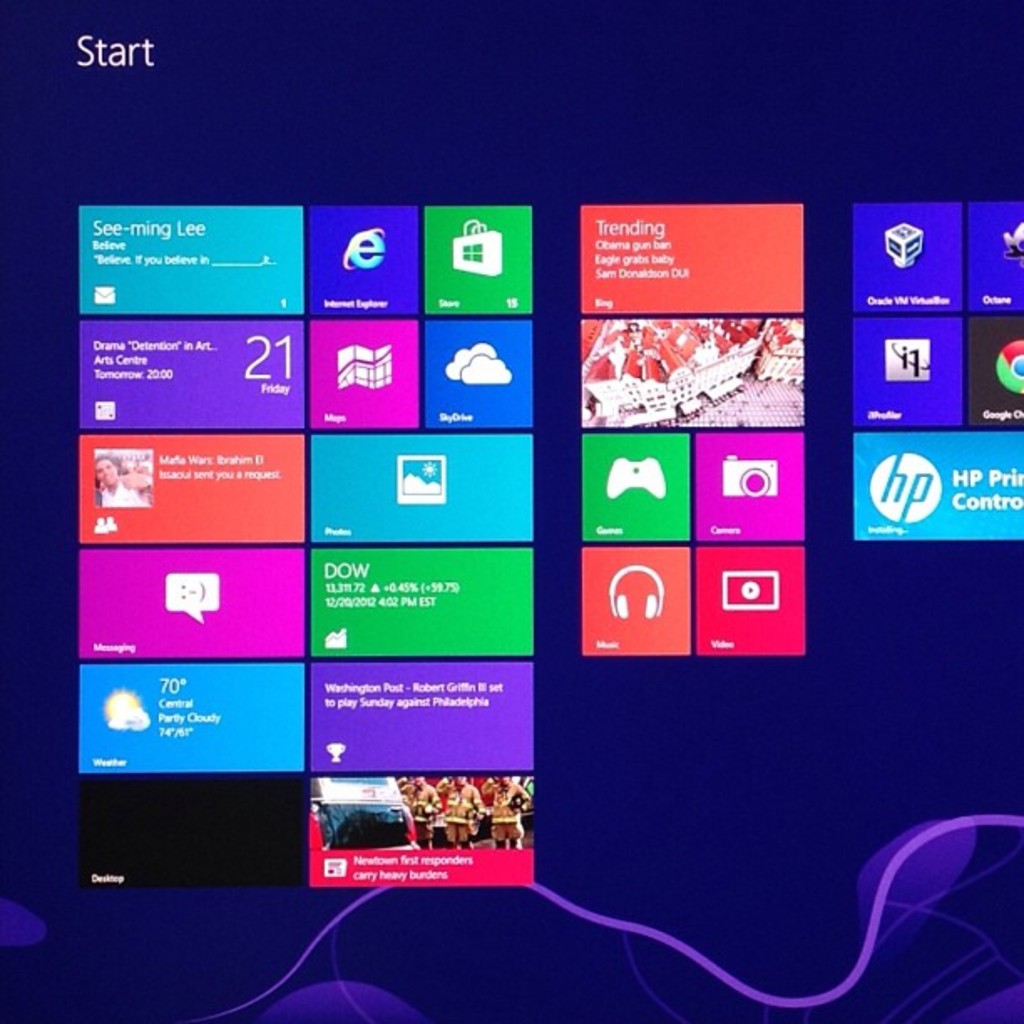 Start
See-ming Lee
Believe
"Believe. If you believe in ________,it...
1
Internet Explorer
Store
15
Drama "Detention" in Art...
Arts Centre
Tomorrow: 20:00
21
Friday
Maps
SkyDrive
Mafia Wars: Ibrahim El
Issaoui sent you a request.
Photos
Messaging
:-)
DOW
13,311.72 ▲ +0.45% (+59.75)
12/20/2012 4:02 PM EST
70°
Central
Partly Cloudy
74°/61°
Weather
Washington Post - Robert Griffin III set
to play Sunday against Philadelphia
Desktop
Newtown first responders
carry heavy burdens
Trending
Obama gun ban
Eagle grabs baby
Sam Donaldson DUI
Bing
Games
Camera
Music
Video
Oracle VM VirtualBox
Octane
Google Ch
hp
HP Prin
Contro
Installing...